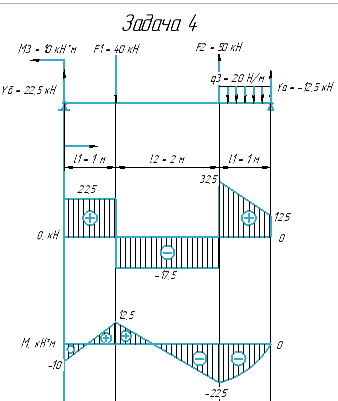 Задача 4
M3 = 10 кН*м F1 = 40 кН F2 = 50 кН
q3 = 20 Н/м
Yб = 22,5 кН Yа = -12,5 кН
l1 = 1 м l2 = 2 м l1 = 1 м
32,5
22,5
12,5
Q, кН 0
-17,5
12,5
M, кН*м 0
-10
-22,5